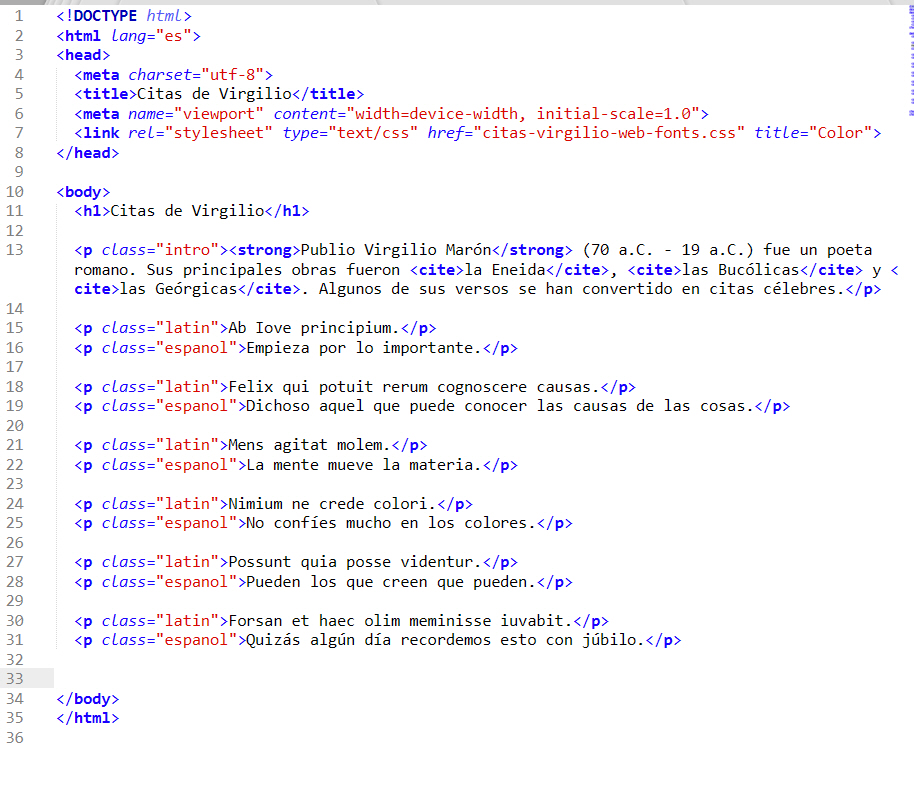 1 <!DOCTYPE html>
2 <html lang="es">
3 <head>
4 <meta charset="utf-8">
5 <title>Citas de Virgilio</title>
6 <meta name="viewport" content="width=device-width, initial-scale=1.0">
7 <link rel="stylesheet" type="text/css" href="citas-virgilio-web-fonts.css" title="Color">
8 </head>
9
10 <body>
11 <h1>Citas de Virgilio</h1>
12
13 <p class="intro"><strong>Publio Virgilio Marón</strong> (70 a.C. - 19 a.C.) fue un poeta
romano. Sus principales obras fueron <cite>la Eneida</cite>, <cite>las Bucólicas</cite> y <
cite>las Geórgicas</cite>. Algunos de sus versos se han convertido en citas célebres.</p>
14
15 <p class="latin">Ab Iove principium.</p>
16 <p class="espanol">Empieza por lo importante.</p>
17
18 <p class="latin">Felix qui potuit rerum cognoscere causas.</p>
19 <p class="espanol">Dichoso aquel que puede conocer las causas de las cosas.</p>
20
21 <p class="latin">Mens agitat molem.</p>
22 <p class="espanol">La mente mueve la materia.</p>
23
24 <p class="latin">Nimium ne crede colori.</p>
25 <p class="espanol">No confíes mucho en los colores.</p>
26
27 <p class="latin">Possunt quia posse videntur.</p>
28 <p class="espanol">Pueden los que creen que pueden.</p>
29
30 <p class="latin">Forsan et haec olim meminisse iuvabit.</p>
31 <p class="espanol">Quizás algún día recordemos esto con júbilo.</p>
32
33
34 </body>
35 </html>
36